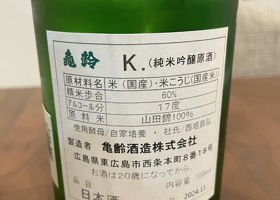 亀齢 K.（純米吟醸原酒）
原材料名 米（国産）・米こうじ（国産米）
精米歩合 60%
アルコール分 17度
原料米 山田錦100%
使用酵母/自家培養 ・ 杜氏/西垣昌弘
製造者 亀齢酒造株式会社
広島県東広島市西条本町8番18号
お酒は20歳になってから。
日本酒
内容量
720ml
2024.11